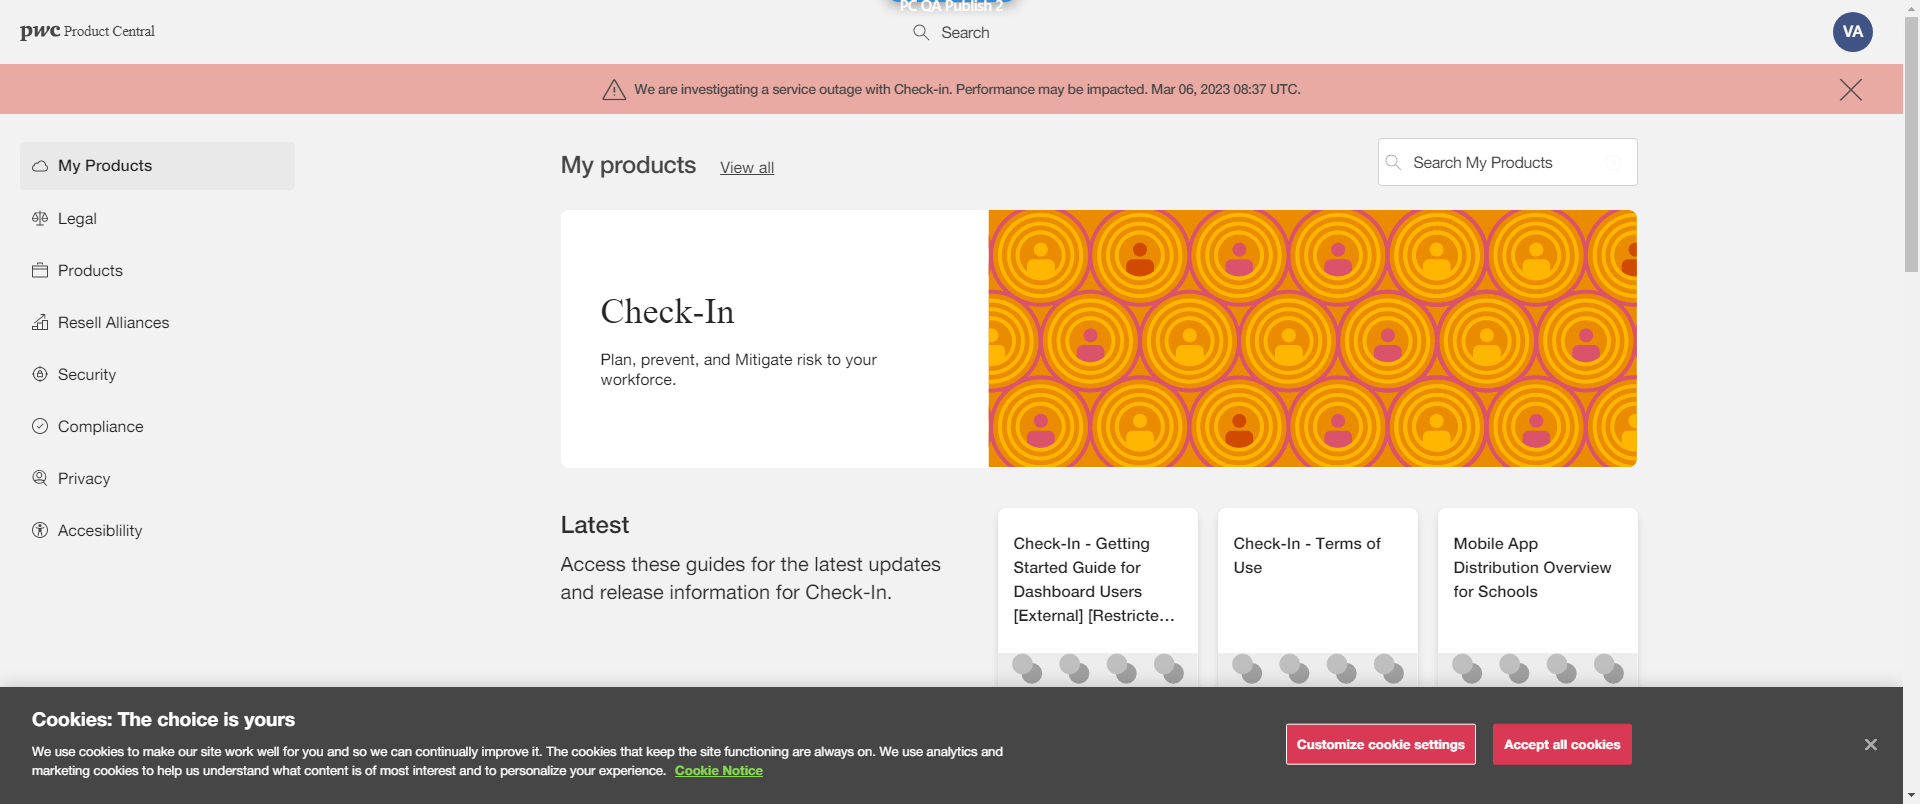 PC QA Publish 2
pwc Product Central
Search
VA
We are investigating a service outage with Check-in. Performance may be impacted. Mar 06, 2023 08:37 UTC.
My Products
Legal
Products
Resell Alliances
Security
Compliance
Privacy
Accesiblility
My products View all
Search My Products
Check-In
Plan, prevent, and Mitigate risk to your
workforce.
Latest
Access these guides for the latest updates
and release information for Check-In.
Check-In - Getting
Started Guide for
Dashboard Users
[External] [Restricte...
Check-In - Terms of
Use
Mobile App
Distribution Overview
for Schools
Cookies: The choice is yours
We use cookies to make our site work well for you and so we can continually improve it. The cookies that keep the site functioning are always on. We use analytics and
marketing cookies to help us understand what content is of most interest and to personalize your experience. Cookie Notice
Customize cookie settings
Accept all cookies